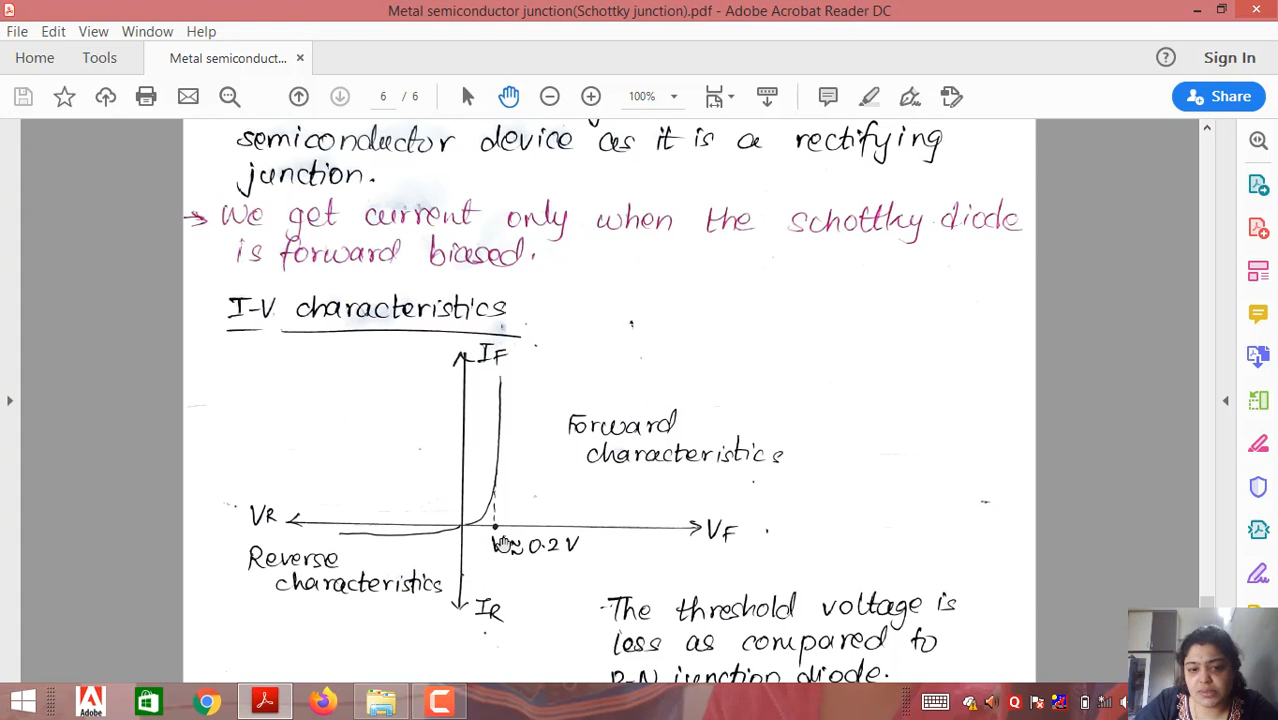 Metal semiconductor junction(Schottky junction).pdf - Adobe Acrobat Reader DC
File Edit View Window Help
Home Tools Metal semiconduct... × Sign In
6 / 6 100% Share
semiconductor device as it is a rectifying
junction.
→ We get current only when the schottky diode
is forward biased.
I-V characteristics
IF
Forward
characteristics
VR
VF
≈ 0.2 V
Reverse
characteristics
IR
The threshold voltage is
less as compared to
P-N junction diode.
Adobe